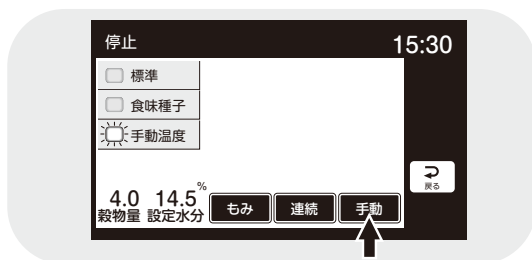 停止 15:30
標準
食味種子
手動温度
戻る
4.0 14.5%
穀物量 設定水分
もみ 連続 手動